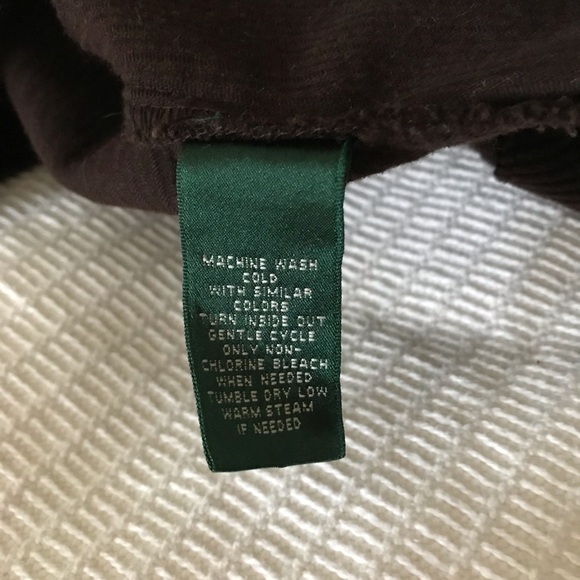 MACHINE WASH
COLD
WITH SIMILAR
COLORS
TURN INSIDE OUT
GENTLE CYCLE
ONLY NON-
CHLORINE BLEACH
WHEN NEEDED
TUMBLE DRY LOW
WARM STEAM
IF NEEDED